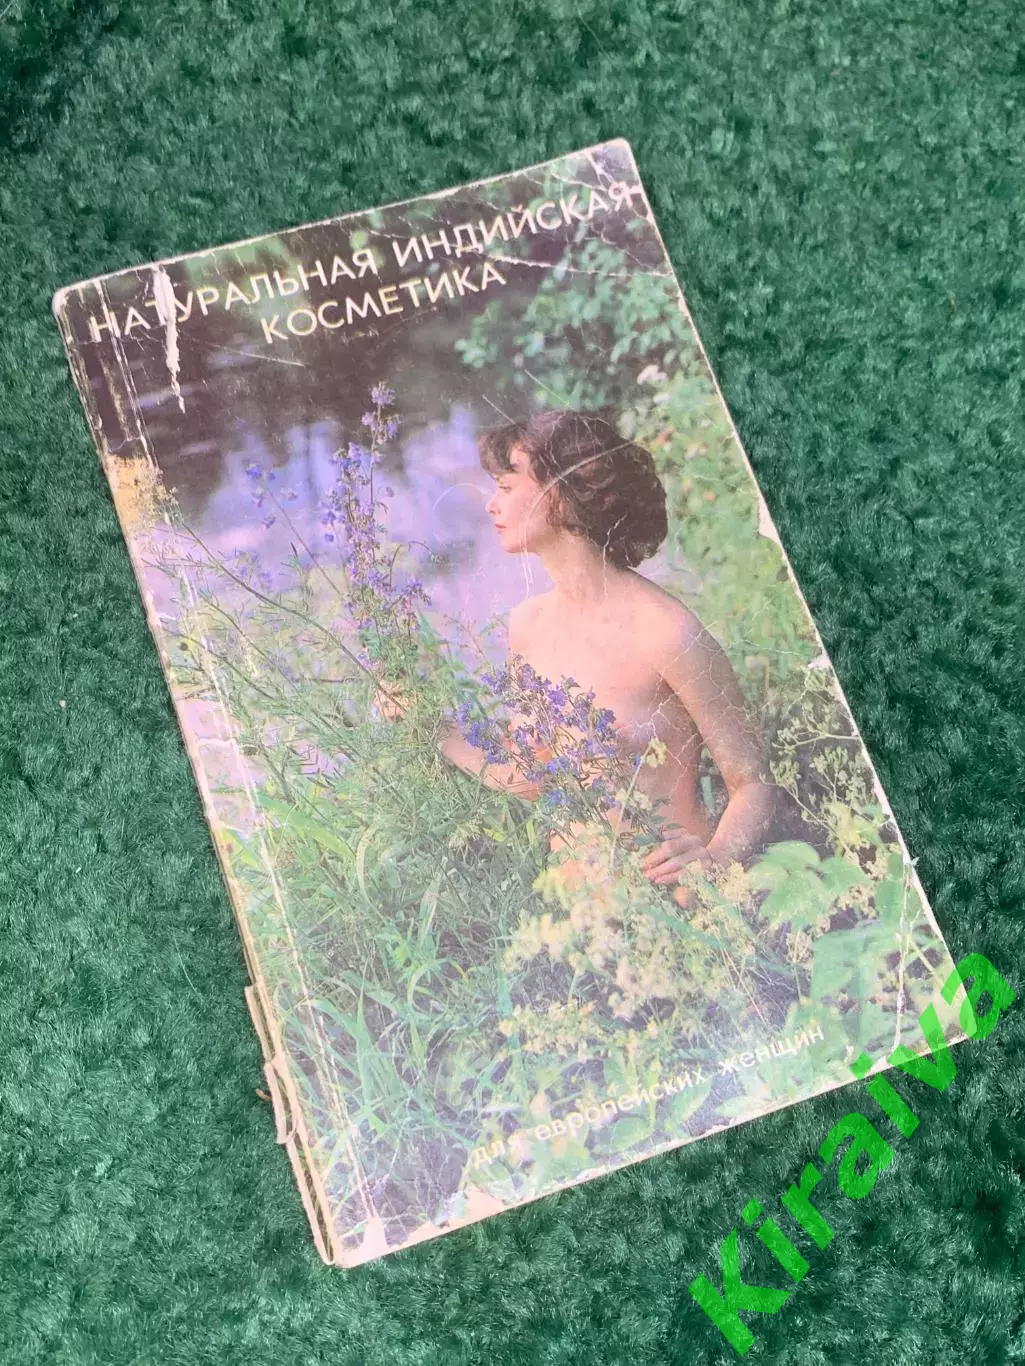 НАТУРАЛЬНАЯ ИНДИЙСКАЯ
КОСМЕТИКА
для европейских женщин
Kiraiva